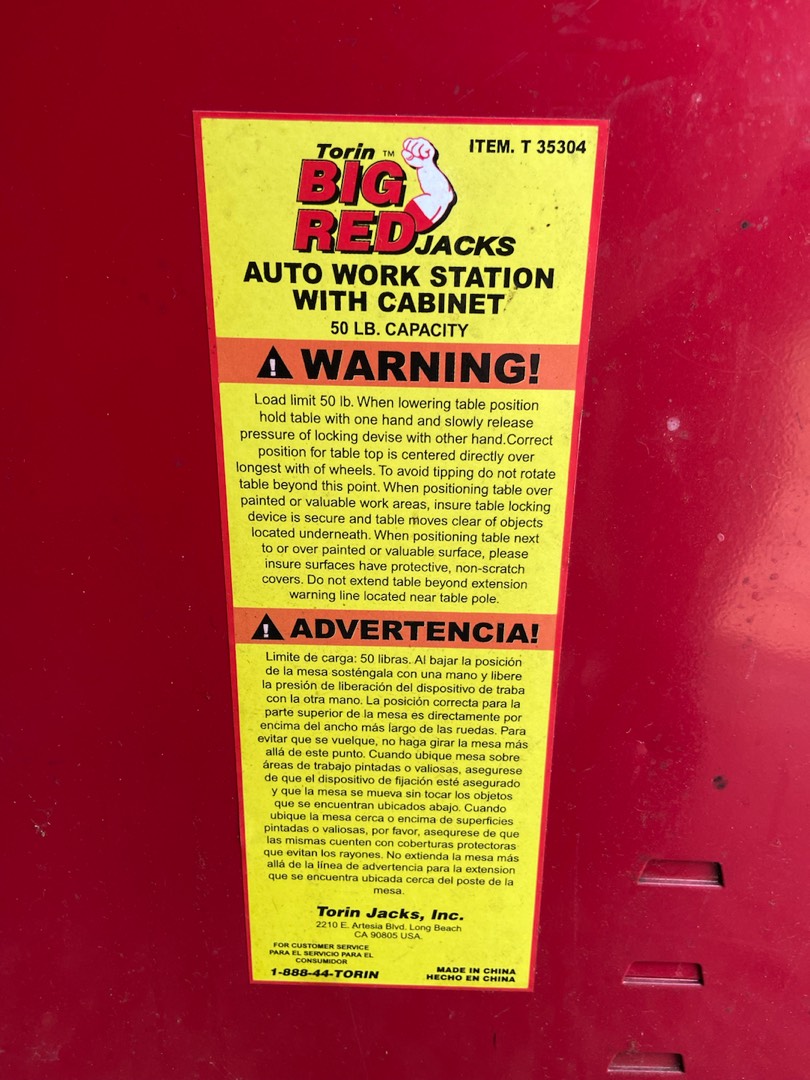 Torin ™
ITEM. T 35304
BIG
RED JACKS
AUTO WORK STATION
WITH CABINET
50 LB. CAPACITY
WARNING!
Load limit 50 lb. When lowering table position
hold table with one hand and slowly release
pressure of locking devise with other hand.Correct
position for table top is centered directly over
longest with of wheels. To avoid tipping do not rotate
table beyond this point. When positioning table over
painted or valuable work areas, insure table locking
device is secure and table moves clear of objects
located underneath. When positioning table next
to or over painted or valuable surface, please
insure surfaces have protective, non-scratch
covers. Do not extend table beyond extension
warning line located near table pole.
ADVERTENCIA!
Limite de carga: 50 libras. Al bajar la posición
de la mesa sosténgala con una mano y libere
la presión de liberación del dispositivo de traba
con la otra mano. La posición correcta para la
parte superior de la mesa es directamente por
encima del ancho más largo de las ruedas. Para
evitar que se vuelque, no haga girar la mesa más
allá de este punto. Cuando ubique mesa sobre
áreas de trabajo pintadas o valiosas, asegurese
de que el dispositivo de fijación esté asegurado
y que la mesa se mueva sin tocar los objetos
que se encuentran ubicados abajo. Cuando
ubique la mesa cerca o encima de superficies
pintadas o valiosas, por favor, asequrese de que
las mismas cuenten con coberturas protectoras
que evitan los rayones. No extienda la mesa más
allá de la línea de advertencia para la extension
que se encuentra ubicada cerca del poste de la
mesa.
Torin Jacks, Inc.
2210 E. Artesia Blvd. Long Beach
CA 90805 USA.
FOR CUSTOMER SERVICE
PARA EL SERVICIO PARA EL
CONSUMIDOR
1-888-44-TORIN
MADE IN CHINA
HECHO EN CHINA